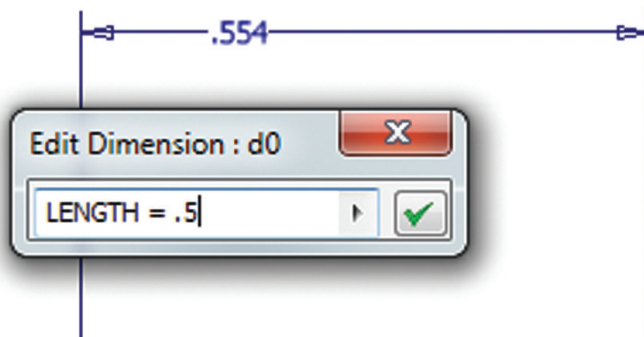 .554
Edit Dimension : d0
LENGTH = .5